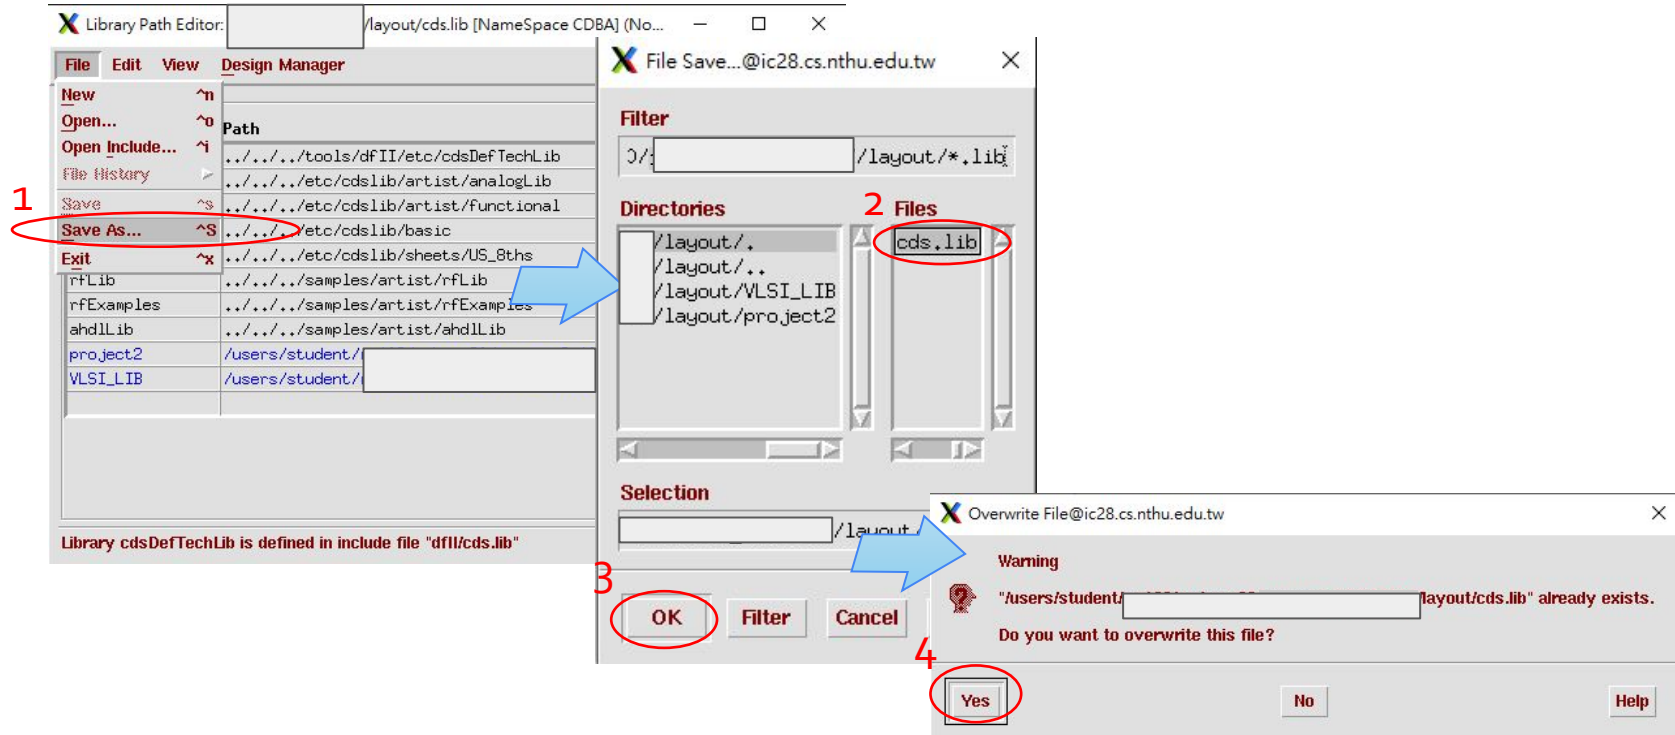 Library Path Editor: /layout/cds.lib [NameSpace CDBA] (No...
File Edit View Design Manager
New ^n
Open... ^o
Open Include... ^i
File History
Save ^s
Save As... ^S
Exit ^x
Path
../../../tools/dfII/etc/cdsDefTechLib
../../../etc/cdslib/artist/analogLib
../../../etc/cdslib/artist/functional
../../../etc/cdslib/basic
../../../etc/cdslib/sheets/US_8ths
rfLib ../../../samples/artist/rfLib
rfExamples ../../../samples/artist/rfExamples
ahdlLib ../../../samples/artist/ahdlLib
project2 /users/student/
VLSI_LIB /users/student/
Library cdsDefTechLib is defined in include file "dfII/cds.lib"
1
File Save...@ic28.cs.nthu.edu.tw
Filter
/layout/*.lib
Directories
2
Files
/layout/.
/layout/..
/layout/VLSI_LIB
/layout/project2
cds.lib
Selection
/layout
3
OK Filter Cancel
Overwrite File@ic28.cs.nthu.edu.tw
Warning
"/users/student/ layout/cds.lib" already exists.
Do you want to overwrite this file?
4
Yes No Help